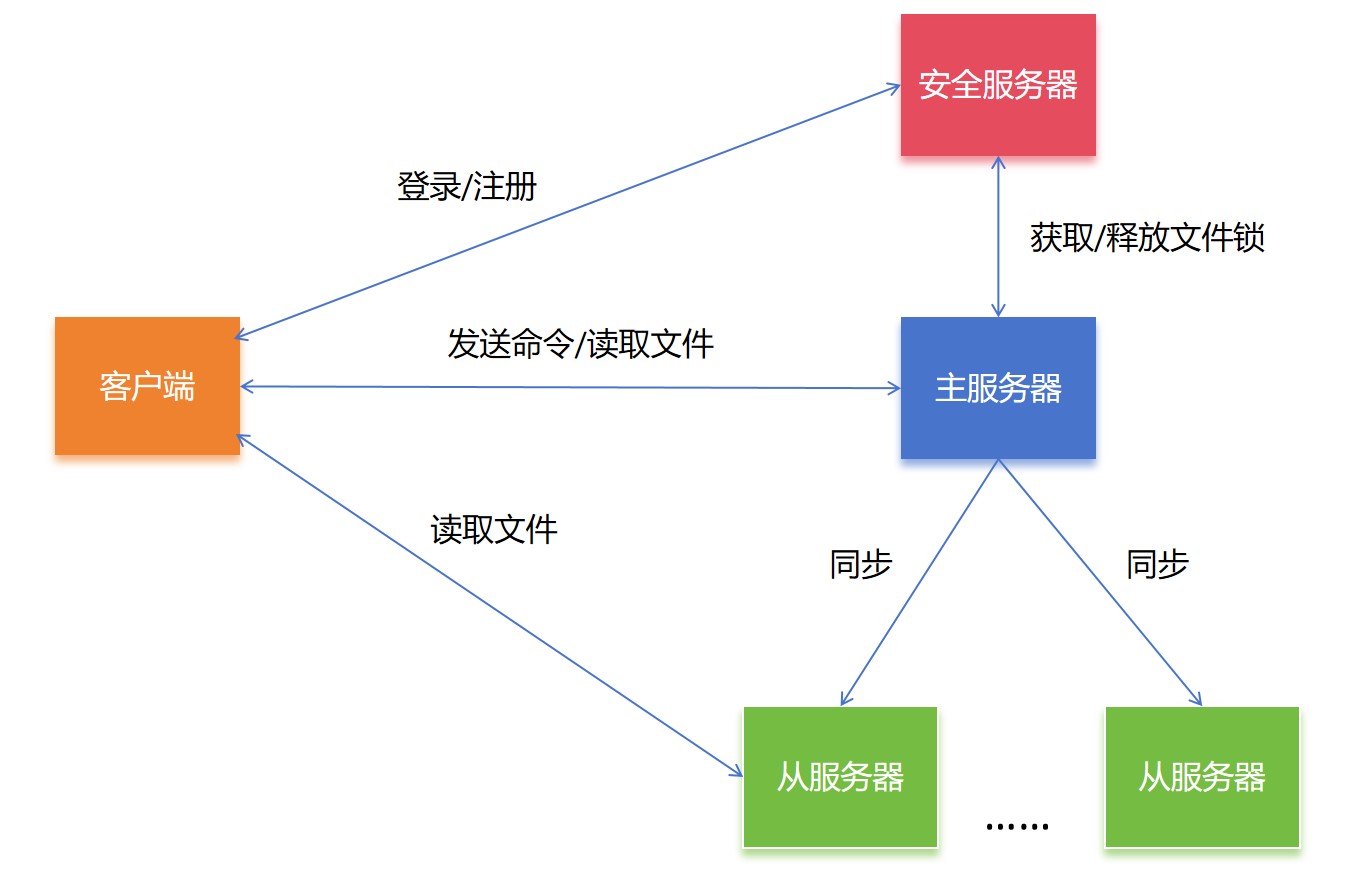 安全服务器
登录/注册
获取/释放文件锁
发送命令/读取文件
客户端
主服务器
读取文件
同步
同步
从服务器
从服务器
……